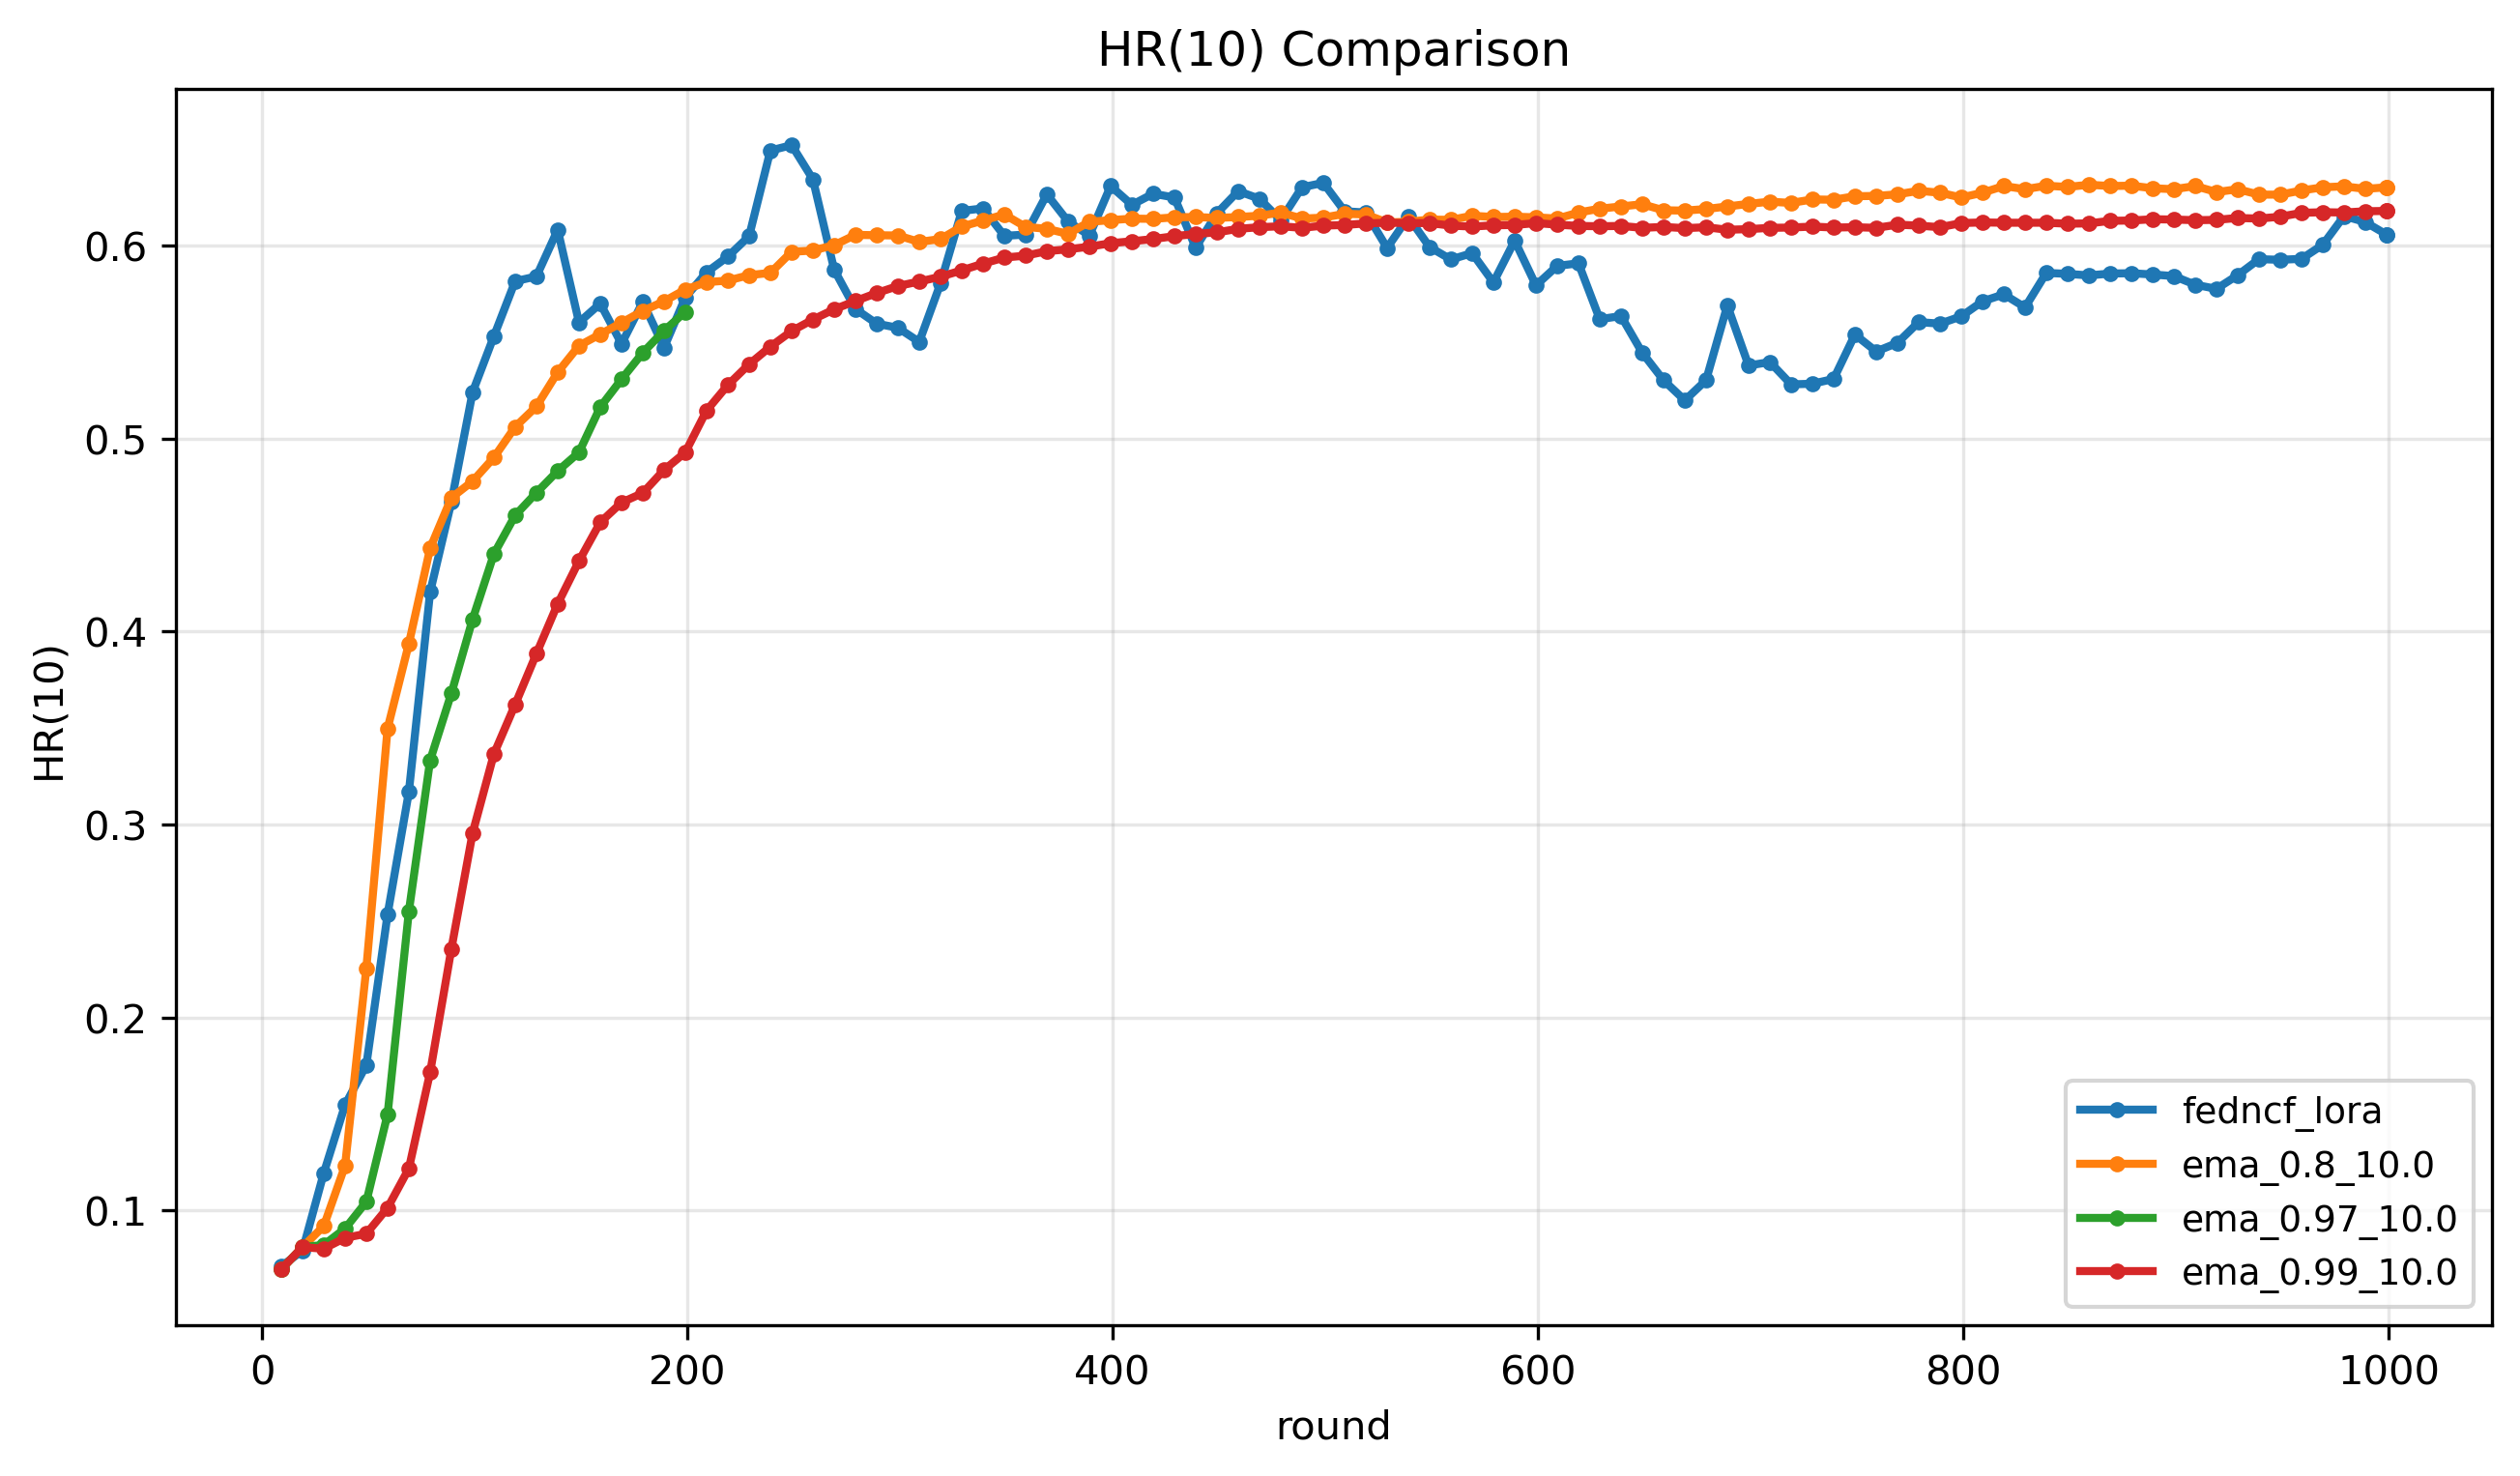 HR(10) Comparison
HR(10)
0.6
0.5
0.4
0.3
0.2
0.1
0 200 400 600 800 1000
round
fedncf_lora
ema_0.8_10.0
ema_0.97_10.0
ema_0.99_10.0